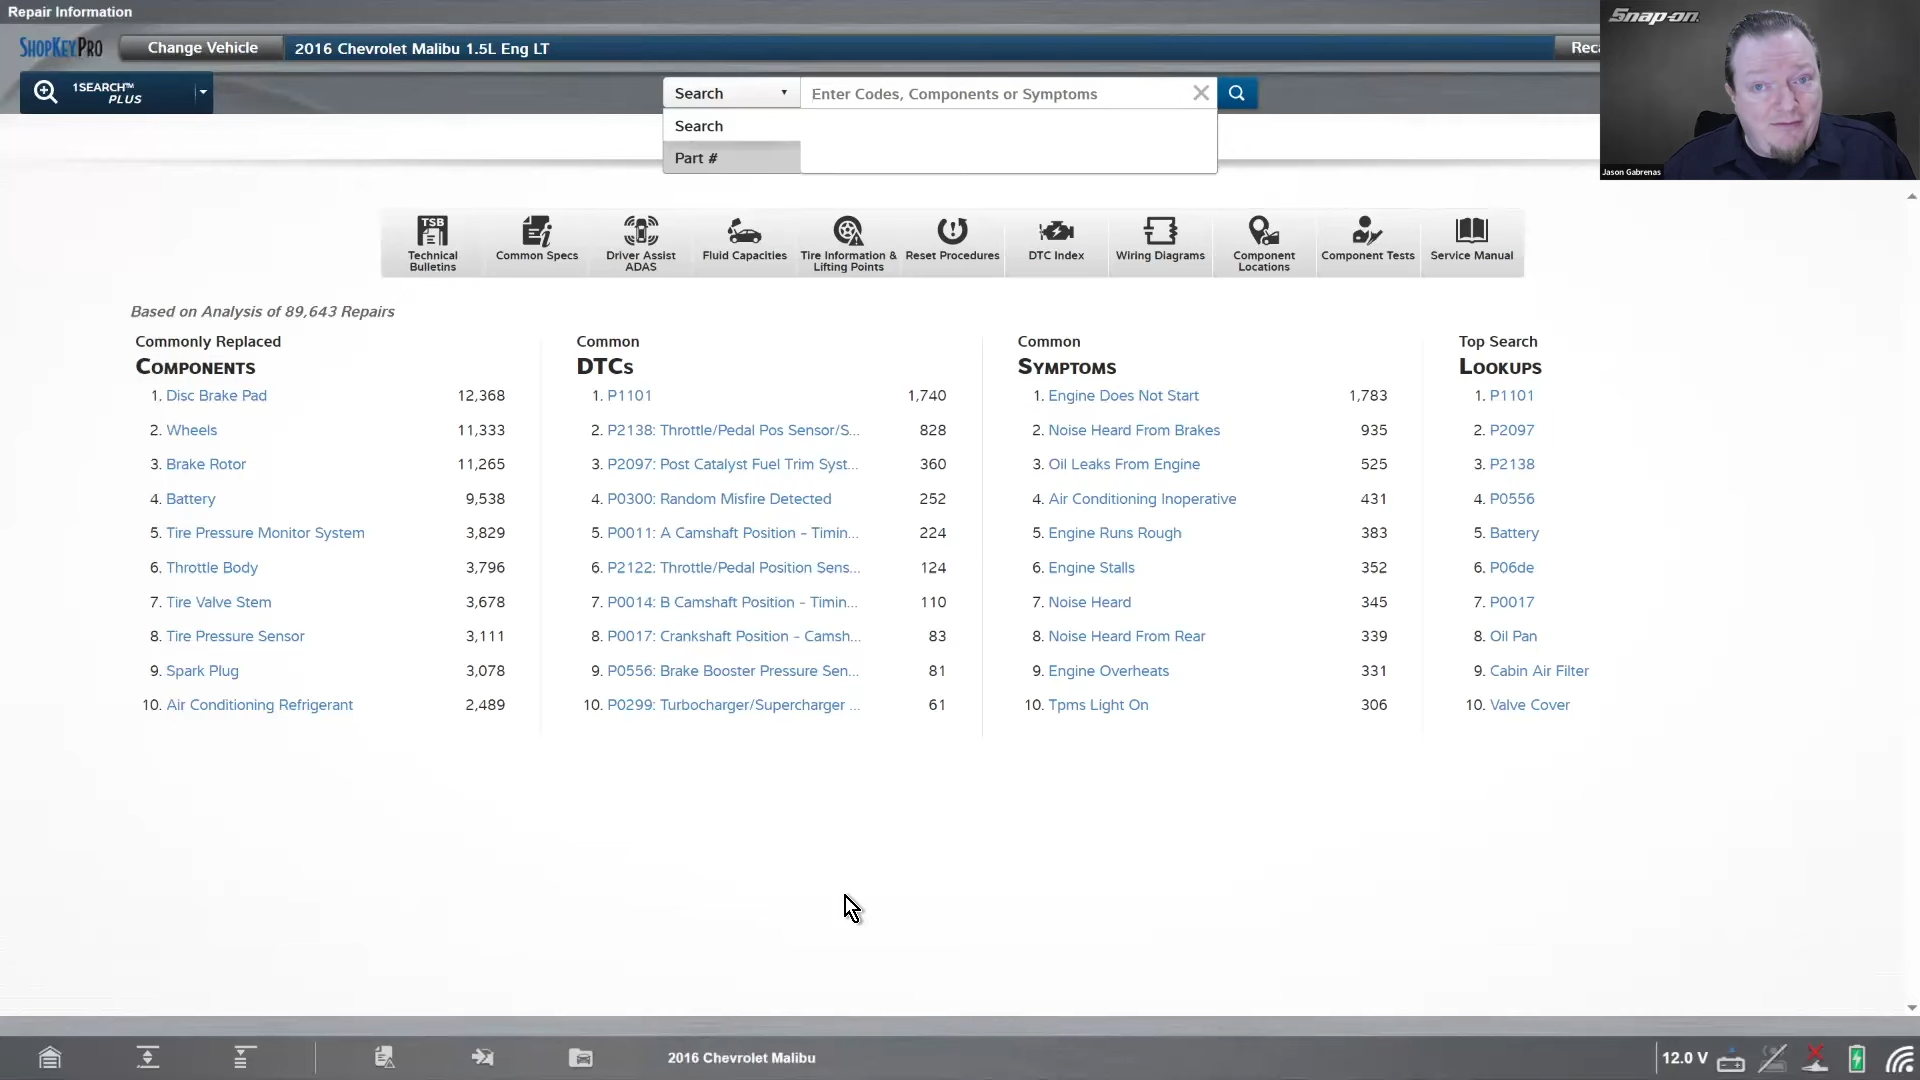 Repair Information
Snap-on
SHOPKEYPRO
Change Vehicle
2016 Chevrolet Malibu 1.5L Eng LT
1SEARCH™
PLUS
Search
Enter Codes, Components or Symptoms
Search
Part #
Jason Gabrenas
TSB
Technical
Bulletins
Common Specs
Driver Assist
ADAS
Fluid Capacities
Tire Information &
Lifting Points
Reset Procedures
DTC Index
Wiring Diagrams
Component
Locations
Component Tests
Service Manual
Based on Analysis of 89,643 Repairs
Commonly Replaced
COMPONENTS
1. Disc Brake Pad 12,368
2. Wheels 11,333
3. Brake Rotor 11,265
4. Battery 9,538
5. Tire Pressure Monitor System 3,829
6. Throttle Body 3,796
7. Tire Valve Stem 3,678
8. Tire Pressure Sensor 3,111
9. Spark Plug 3,078
10. Air Conditioning Refrigerant 2,489
Common
DTCS
1. P1101 1,740
2. P2138: Throttle/Pedal Pos Sensor/S... 828
3. P2097: Post Catalyst Fuel Trim Syst... 360
4. P0300: Random Misfire Detected 252
5. P0011: A Camshaft Position - Timin... 224
6. P2122: Throttle/Pedal Position Sens... 124
7. P0014: B Camshaft Position - Timin... 110
8. P0017: Crankshaft Position - Camsh... 83
9. P0556: Brake Booster Pressure Sen... 81
10. P0299: Turbocharger/Supercharger ... 61
Common
SYMPTOMS
1. Engine Does Not Start 1,783
2. Noise Heard From Brakes 935
3. Oil Leaks From Engine 525
4. Air Conditioning Inoperative 431
5. Engine Runs Rough 383
6. Engine Stalls 352
7. Noise Heard 345
8. Noise Heard From Rear 339
9. Engine Overheats 331
10. Tpms Light On 306
Top Search
LOOKUPS
1. P1101
2. P2097
3. P2138
4. P0556
5. Battery
6. P06de
7. P0017
8. Oil Pan
9. Cabin Air Filter
10. Valve Cover
2016 Chevrolet Malibu
12.0 V